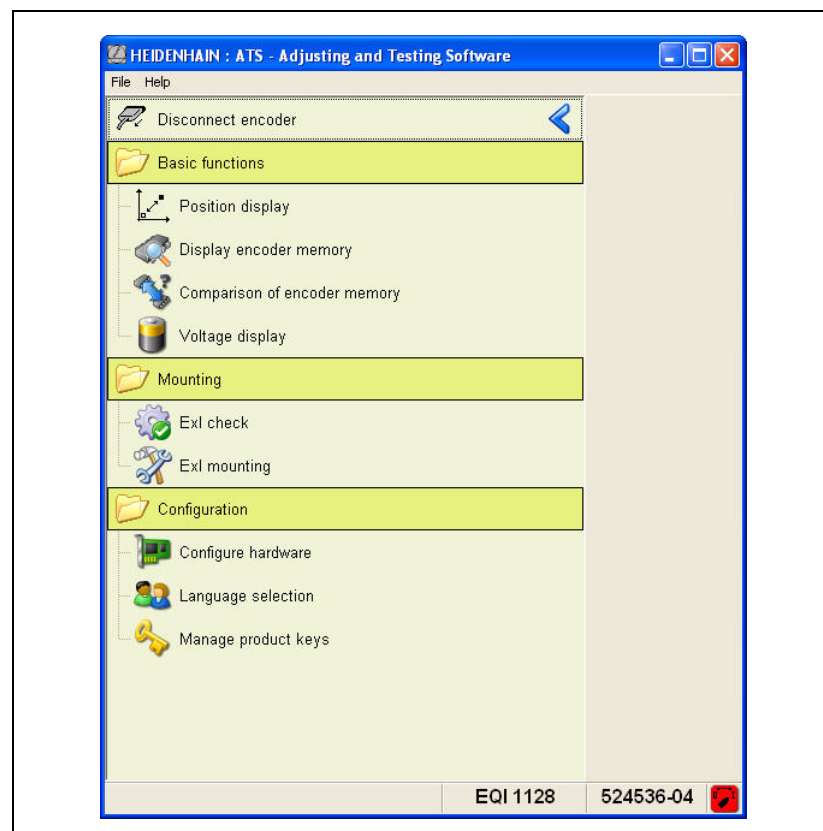 HEIDENHAIN : ATS - Adjusting and Testing Software
File Help
Disconnect encoder
Basic functions
Position display
Display encoder memory
Comparison of encoder memory
Voltage display
Mounting
ExI check
ExI mounting
Configuration
Configure hardware
Language selection
Manage product keys
EQI 1128 524536-04